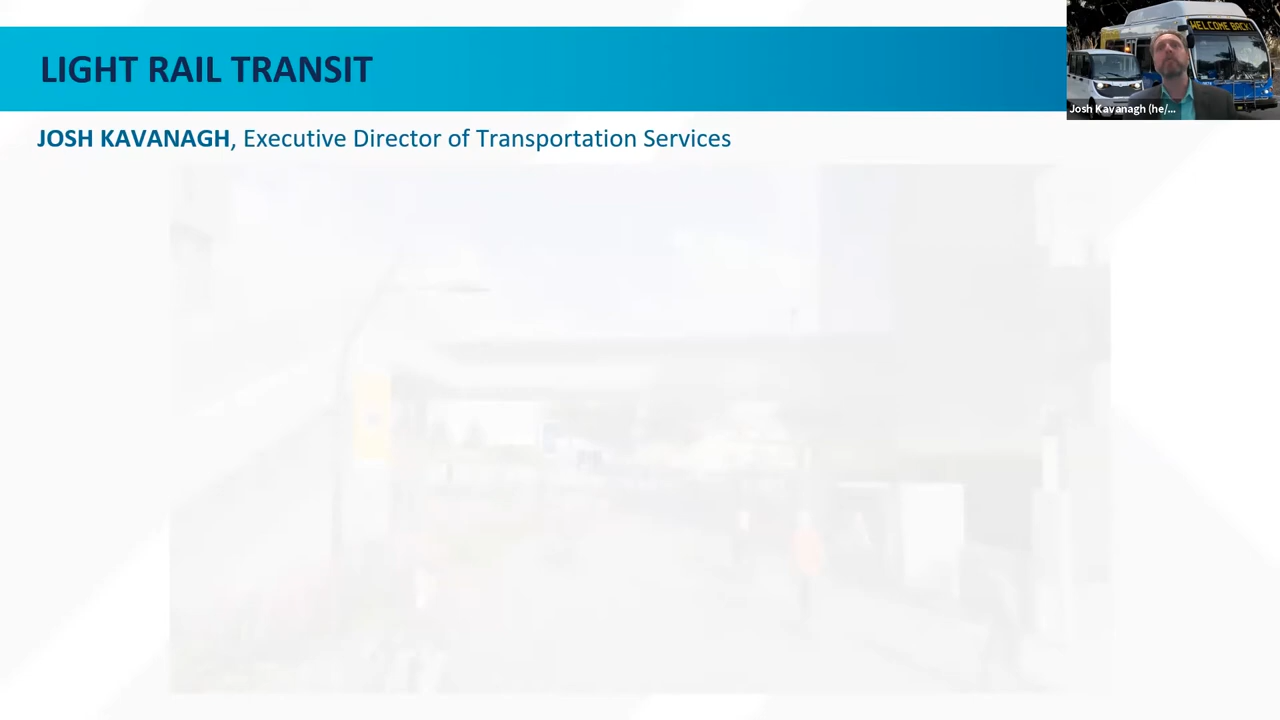 LIGHT RAIL TRANSIT
WELCOME BACK
Josh Kavanagh (he/...
JOSH KAVANAGH, Executive Director of Transportation Services